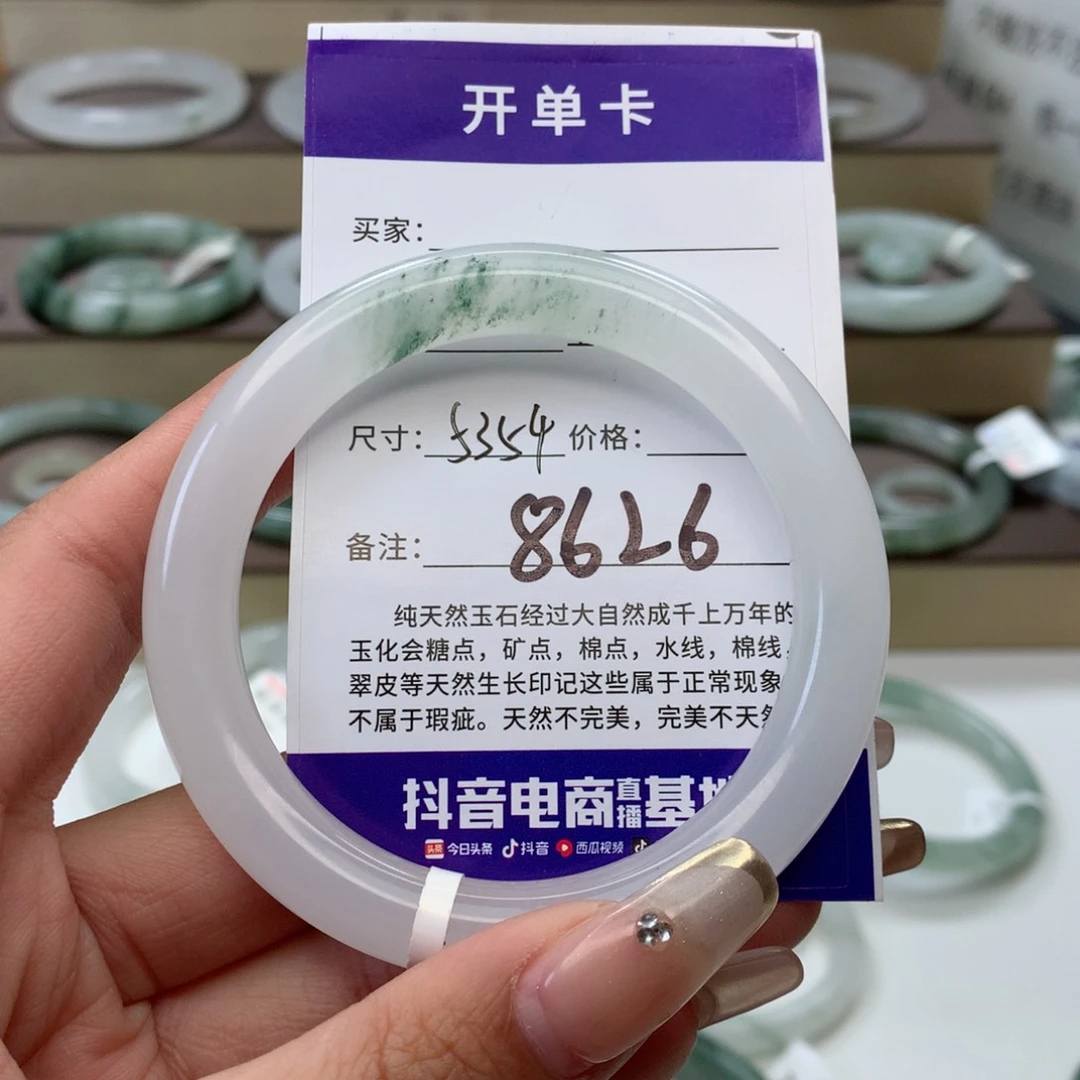 开单卡
买家：
尺寸：5354 价格：
备注：8626
纯天然玉石经过大自然成千上万年的
玉化会糖点，矿点，棉点，水线，棉线
翠皮等天然生长印记这些属于正常现象
不属于瑕疵。天然不完美，完美不天然
抖音电商直播基地
今日头条 抖音 西瓜视频